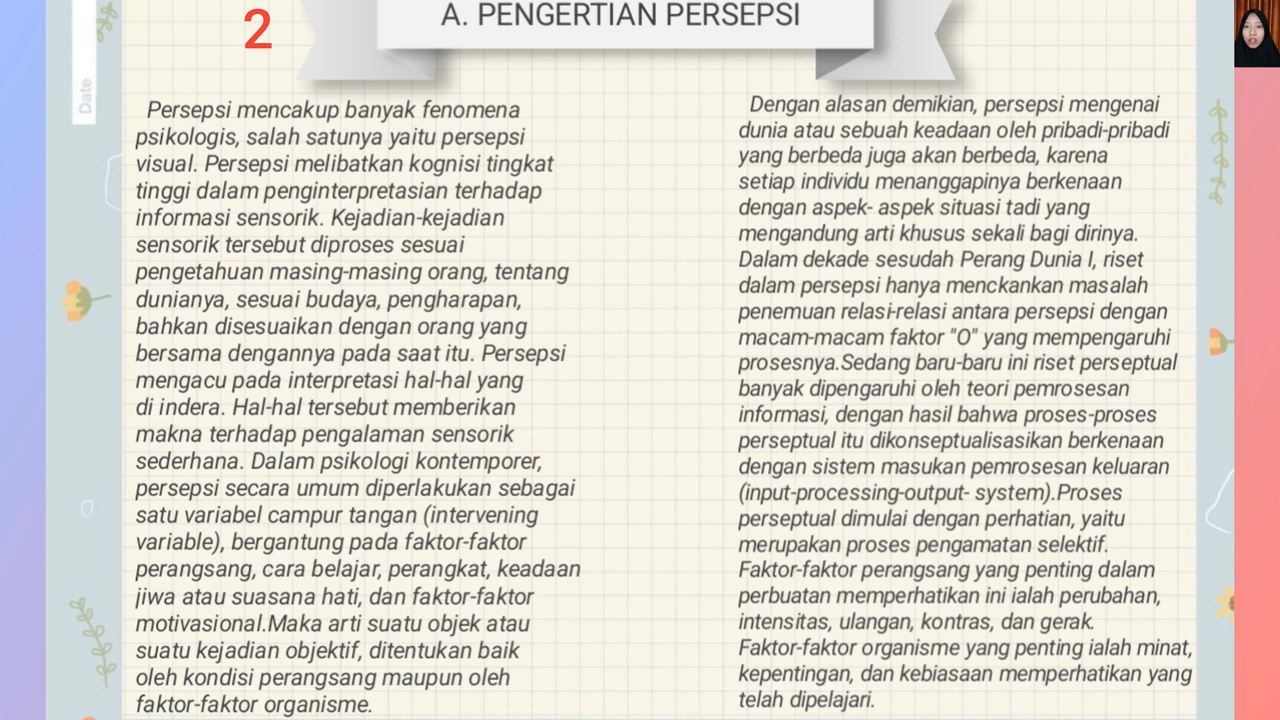 2
A. PENGERTIAN PERSEPSI
Date
Persepsi mencakup banyak fenomena
psikologis, salah satunya yaitu persepsi
visual. Persepsi melibatkan kognisi tingkat
tinggi dalam penginterpretasian terhadap
informasi sensorik. Kejadian-kejadian
sensorik tersebut diproses sesuai
pengetahuan masing-masing orang, tentang
dunianya, sesuai budaya, pengharapan,
bahkan disesuaikan dengan orang yang
bersama dengannya pada saat itu. Persepsi
mengacu pada interpretasi hal-hal yang
di indera. Hal-hal tersebut memberikan
makna terhadap pengalaman sensorik
sederhana. Dalam psikologi kontemporer,
persepsi secara umum diperlakukan sebagai
satu variabel campur tangan (intervening
variable), bergantung pada faktor-faktor
perangsang, cara belajar, perangkat, keadaan
jiwa atau suasana hati, dan faktor-faktor
motivasional.Maka arti suatu objek atau
suatu kejadian objektif, ditentukan baik
oleh kondisi perangsang maupun oleh
faktor-faktor organisme.
Dengan alasan demikian, persepsi mengenai
dunia atau sebuah keadaan oleh pribadi-pribadi
yang berbeda juga akan berbeda, karena
setiap individu menanggapinya berkenaan
dengan aspek- aspek situasi tadi yang
mengandung arti khusus sekali bagi dirinya.
Dalam dekade sesudah Perang Dunia I, riset
dalam persepsi hanya menckankan masalah
penemuan relasi-relasi antara persepsi dengan
macam-macam faktor "O" yang mempengaruhi
prosesnya.Sedang baru-baru ini riset perseptual
banyak dipengaruhi oleh teori pemrosesan
informasi, dengan hasil bahwa proses-proses
perseptual itu dikonseptualisasikan berkenaan
dengan sistem masukan pemrosesan keluaran
(input-processing-output- system).Proses
perseptual dimulai dengan perhatian, yaitu
merupakan proses pengamatan selektif.
Faktor-faktor perangsang yang penting dalam
perbuatan memperhatikan ini ialah perubahan,
intensitas, ulangan, kontras, dan gerak.
Faktor-faktor organisme yang penting ialah minat,
kepentingan, dan kebiasaan memperhatikan yang
telah dipelajari.